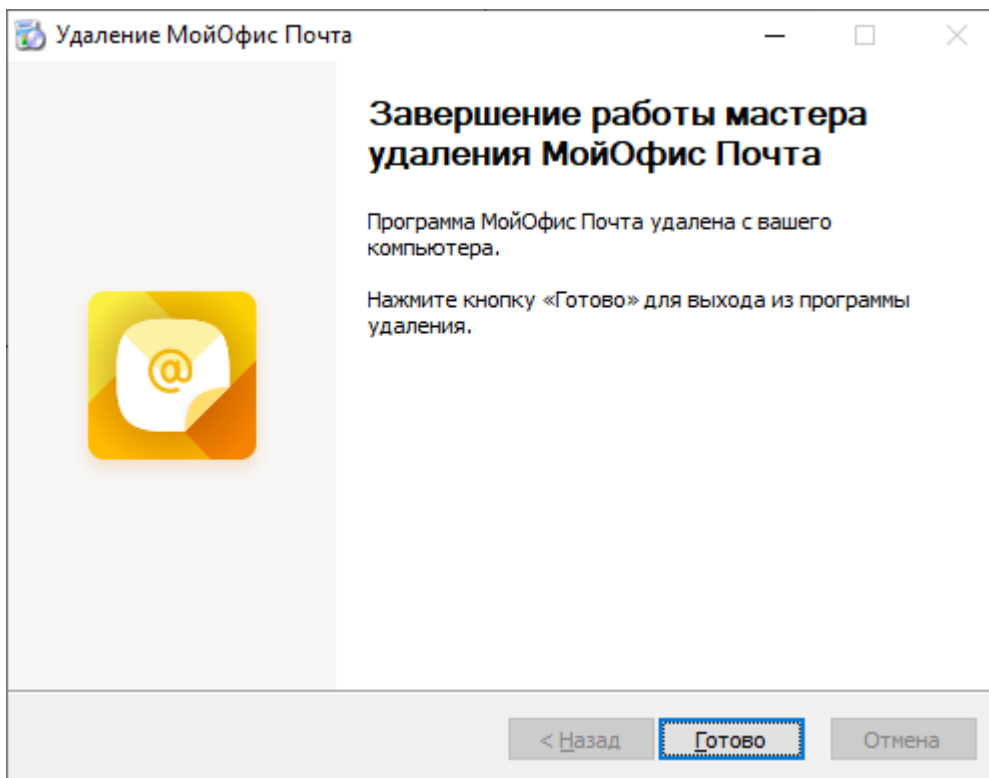 Удаление МойОфис Почта
Завершение работы мастера
удаления МойОфис Почта
Программа МойОфис Почта удалена с вашего
компьютера.
Нажмите кнопку «Готово» для выхода из программы
удаления.
@
< Назад
Готово
Отмена